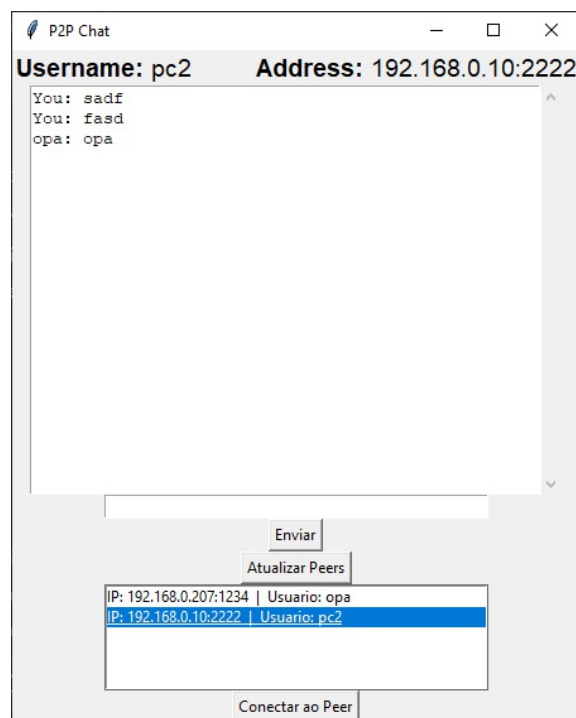 P2P Chat
Username: pc2 Address: 192.168.0.10:2222
You: sadf
You: fasd
opa: opa
Enviar
Atualizar Peers
IP: 192.168.0.207:1234 | Usuario: opa
IP: 192.168.0.10:2222 | Usuario: pc2
Conectar ao Peer